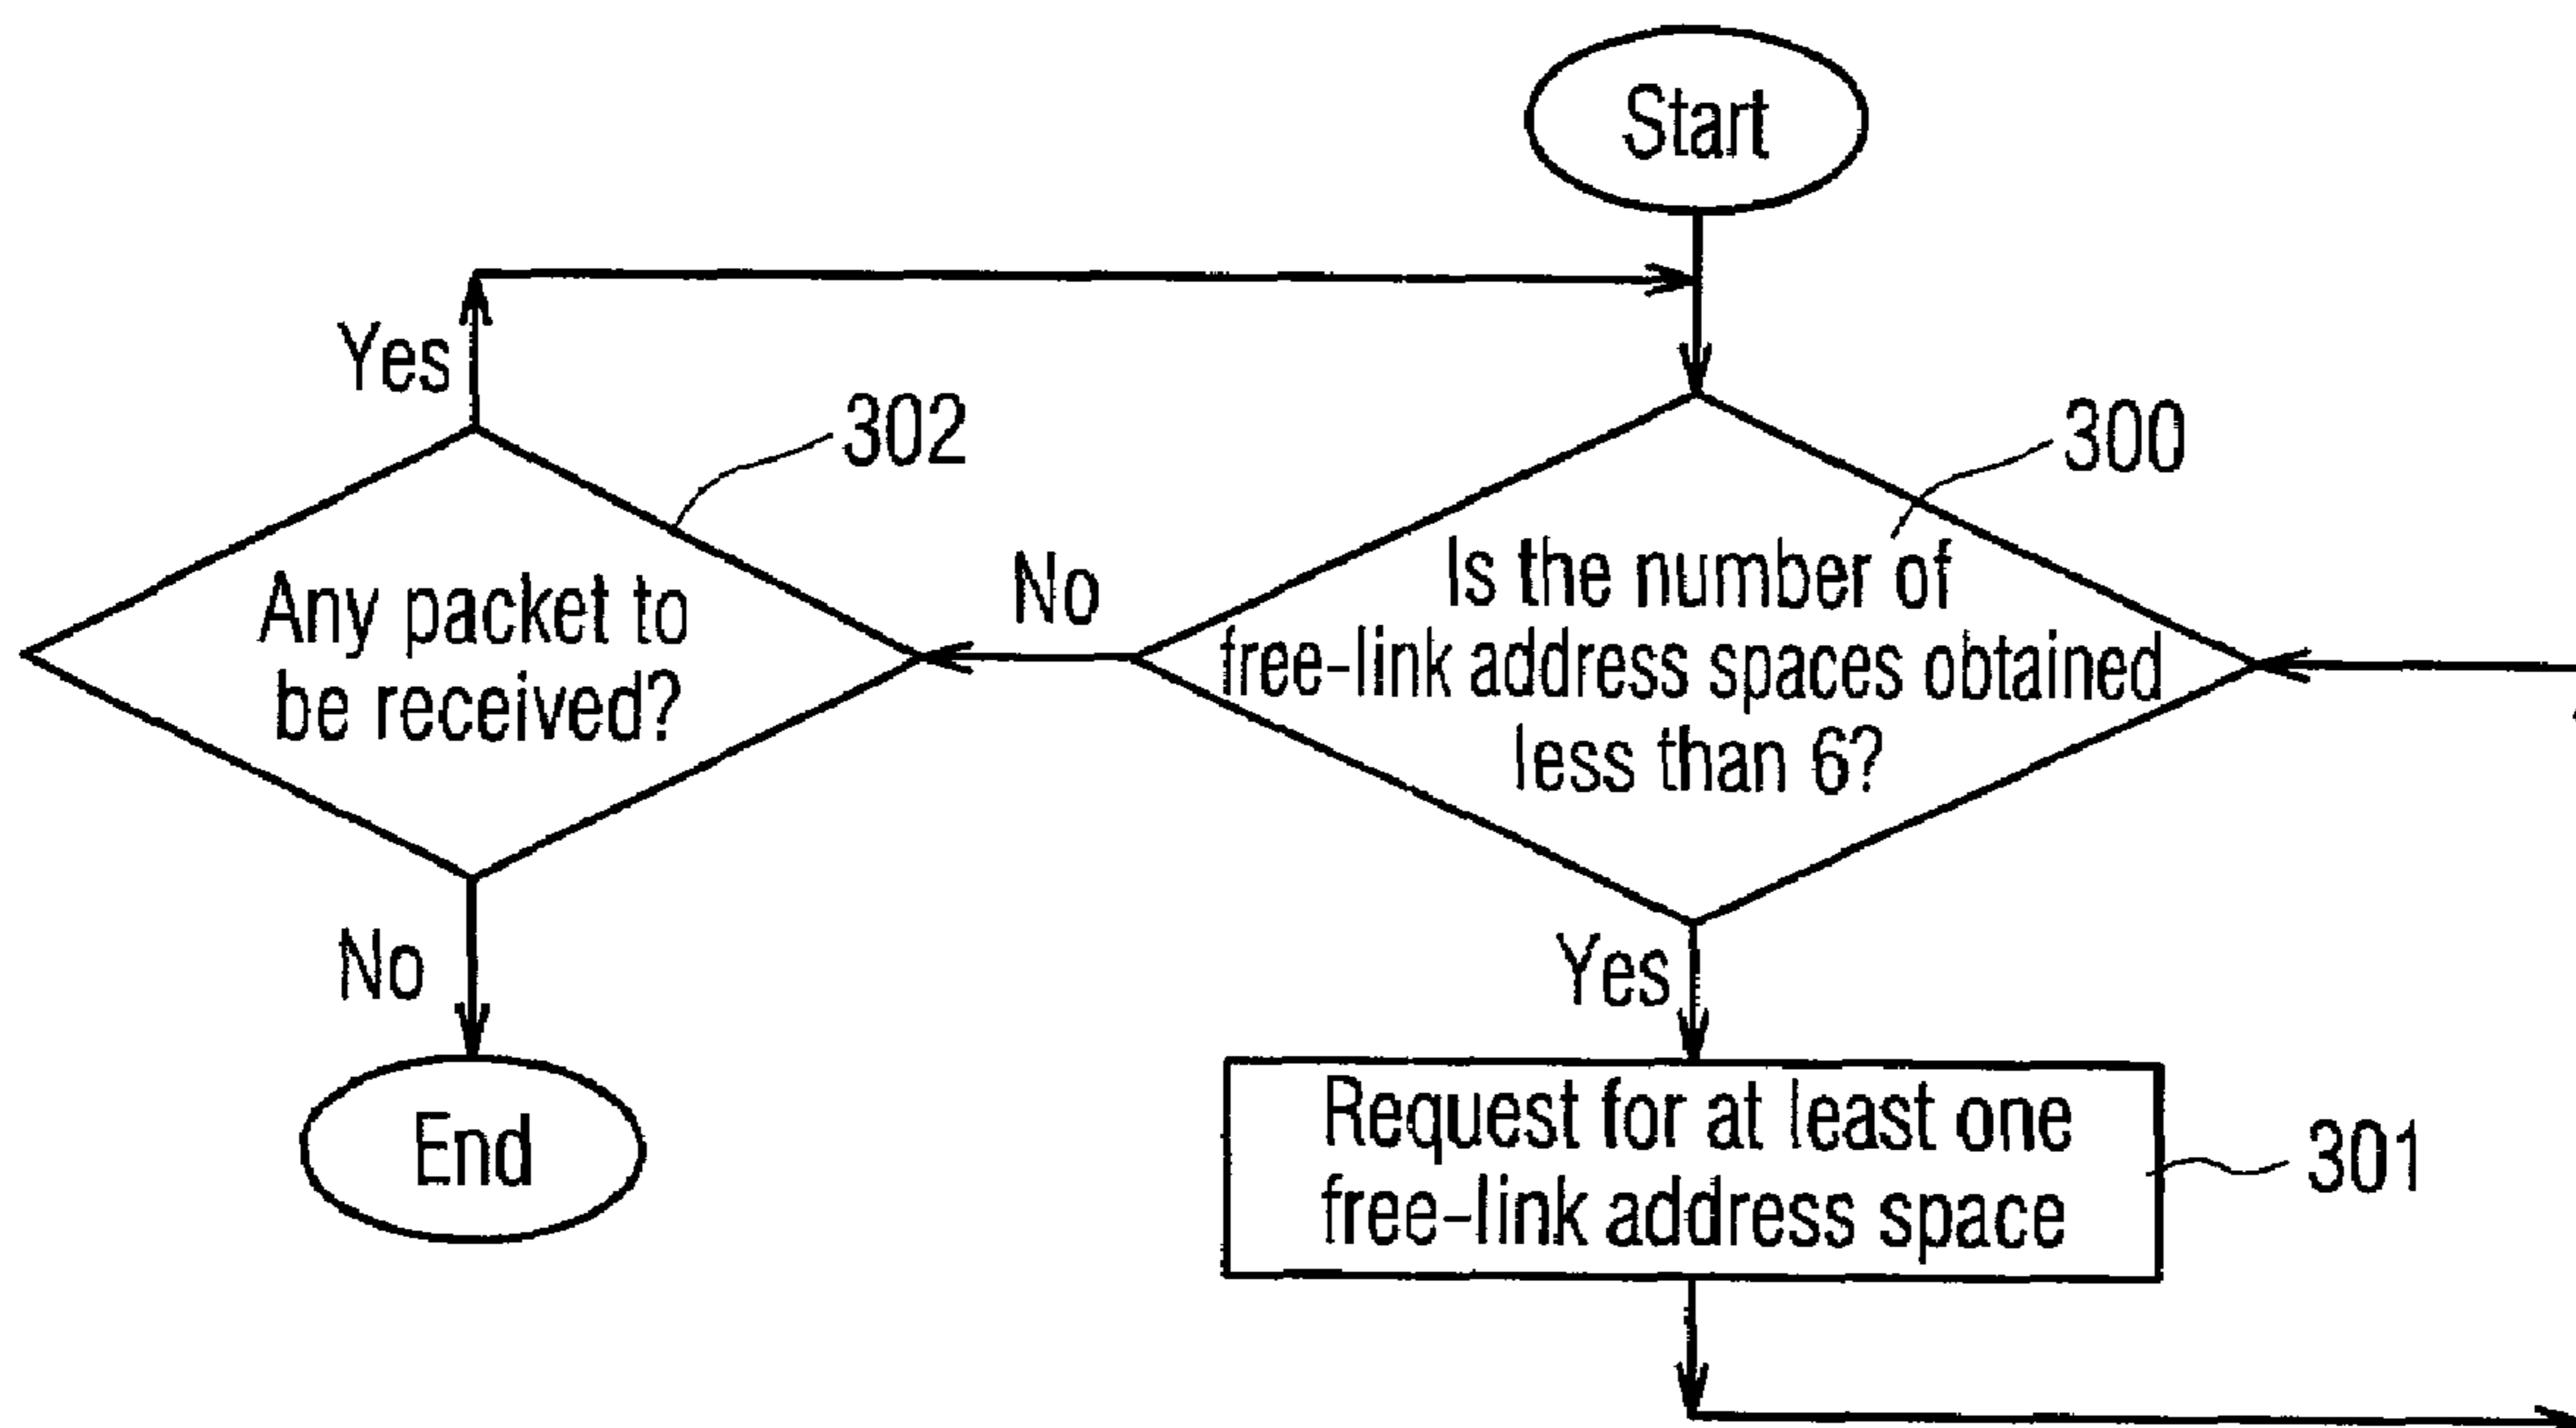 Start
Yes
302
300
Any packet to
be received?
No
Is the number of
free-link address spaces obtained
less than 6?
No
Yes
End
Request for at least one
free-link address space
301